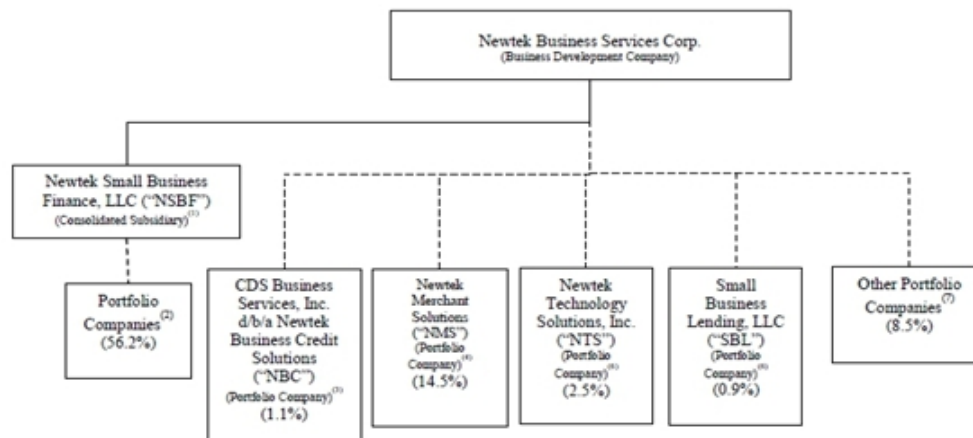 Newtek Business Services Corp.
(Business Development Company)
Newtek Small Business
Finance, LLC (“NSBF”)
(Consolidated Subsidiary)(1)
Portfolio
Companies(2)
(56.2%)
CDS Business
Services, Inc.
d/b/a Newtek
Business Credit
Solutions
(“NBC”)
(Portfolio Company)(3)
(1.1%)
Newtek
Merchant
Solutions
(“NMS”)
(Portfolio
Company)(4)
(14.5%)
Newtek
Technology
Solutions, Inc.
(“NTS”)
(Portfolio
Company)
(2.5%)
Small
Business
Lending, LLC
(“SBL”)
(Portfolio
Company)
(0.9%)
Other Portfolio
Companies(7)
(8.5%)